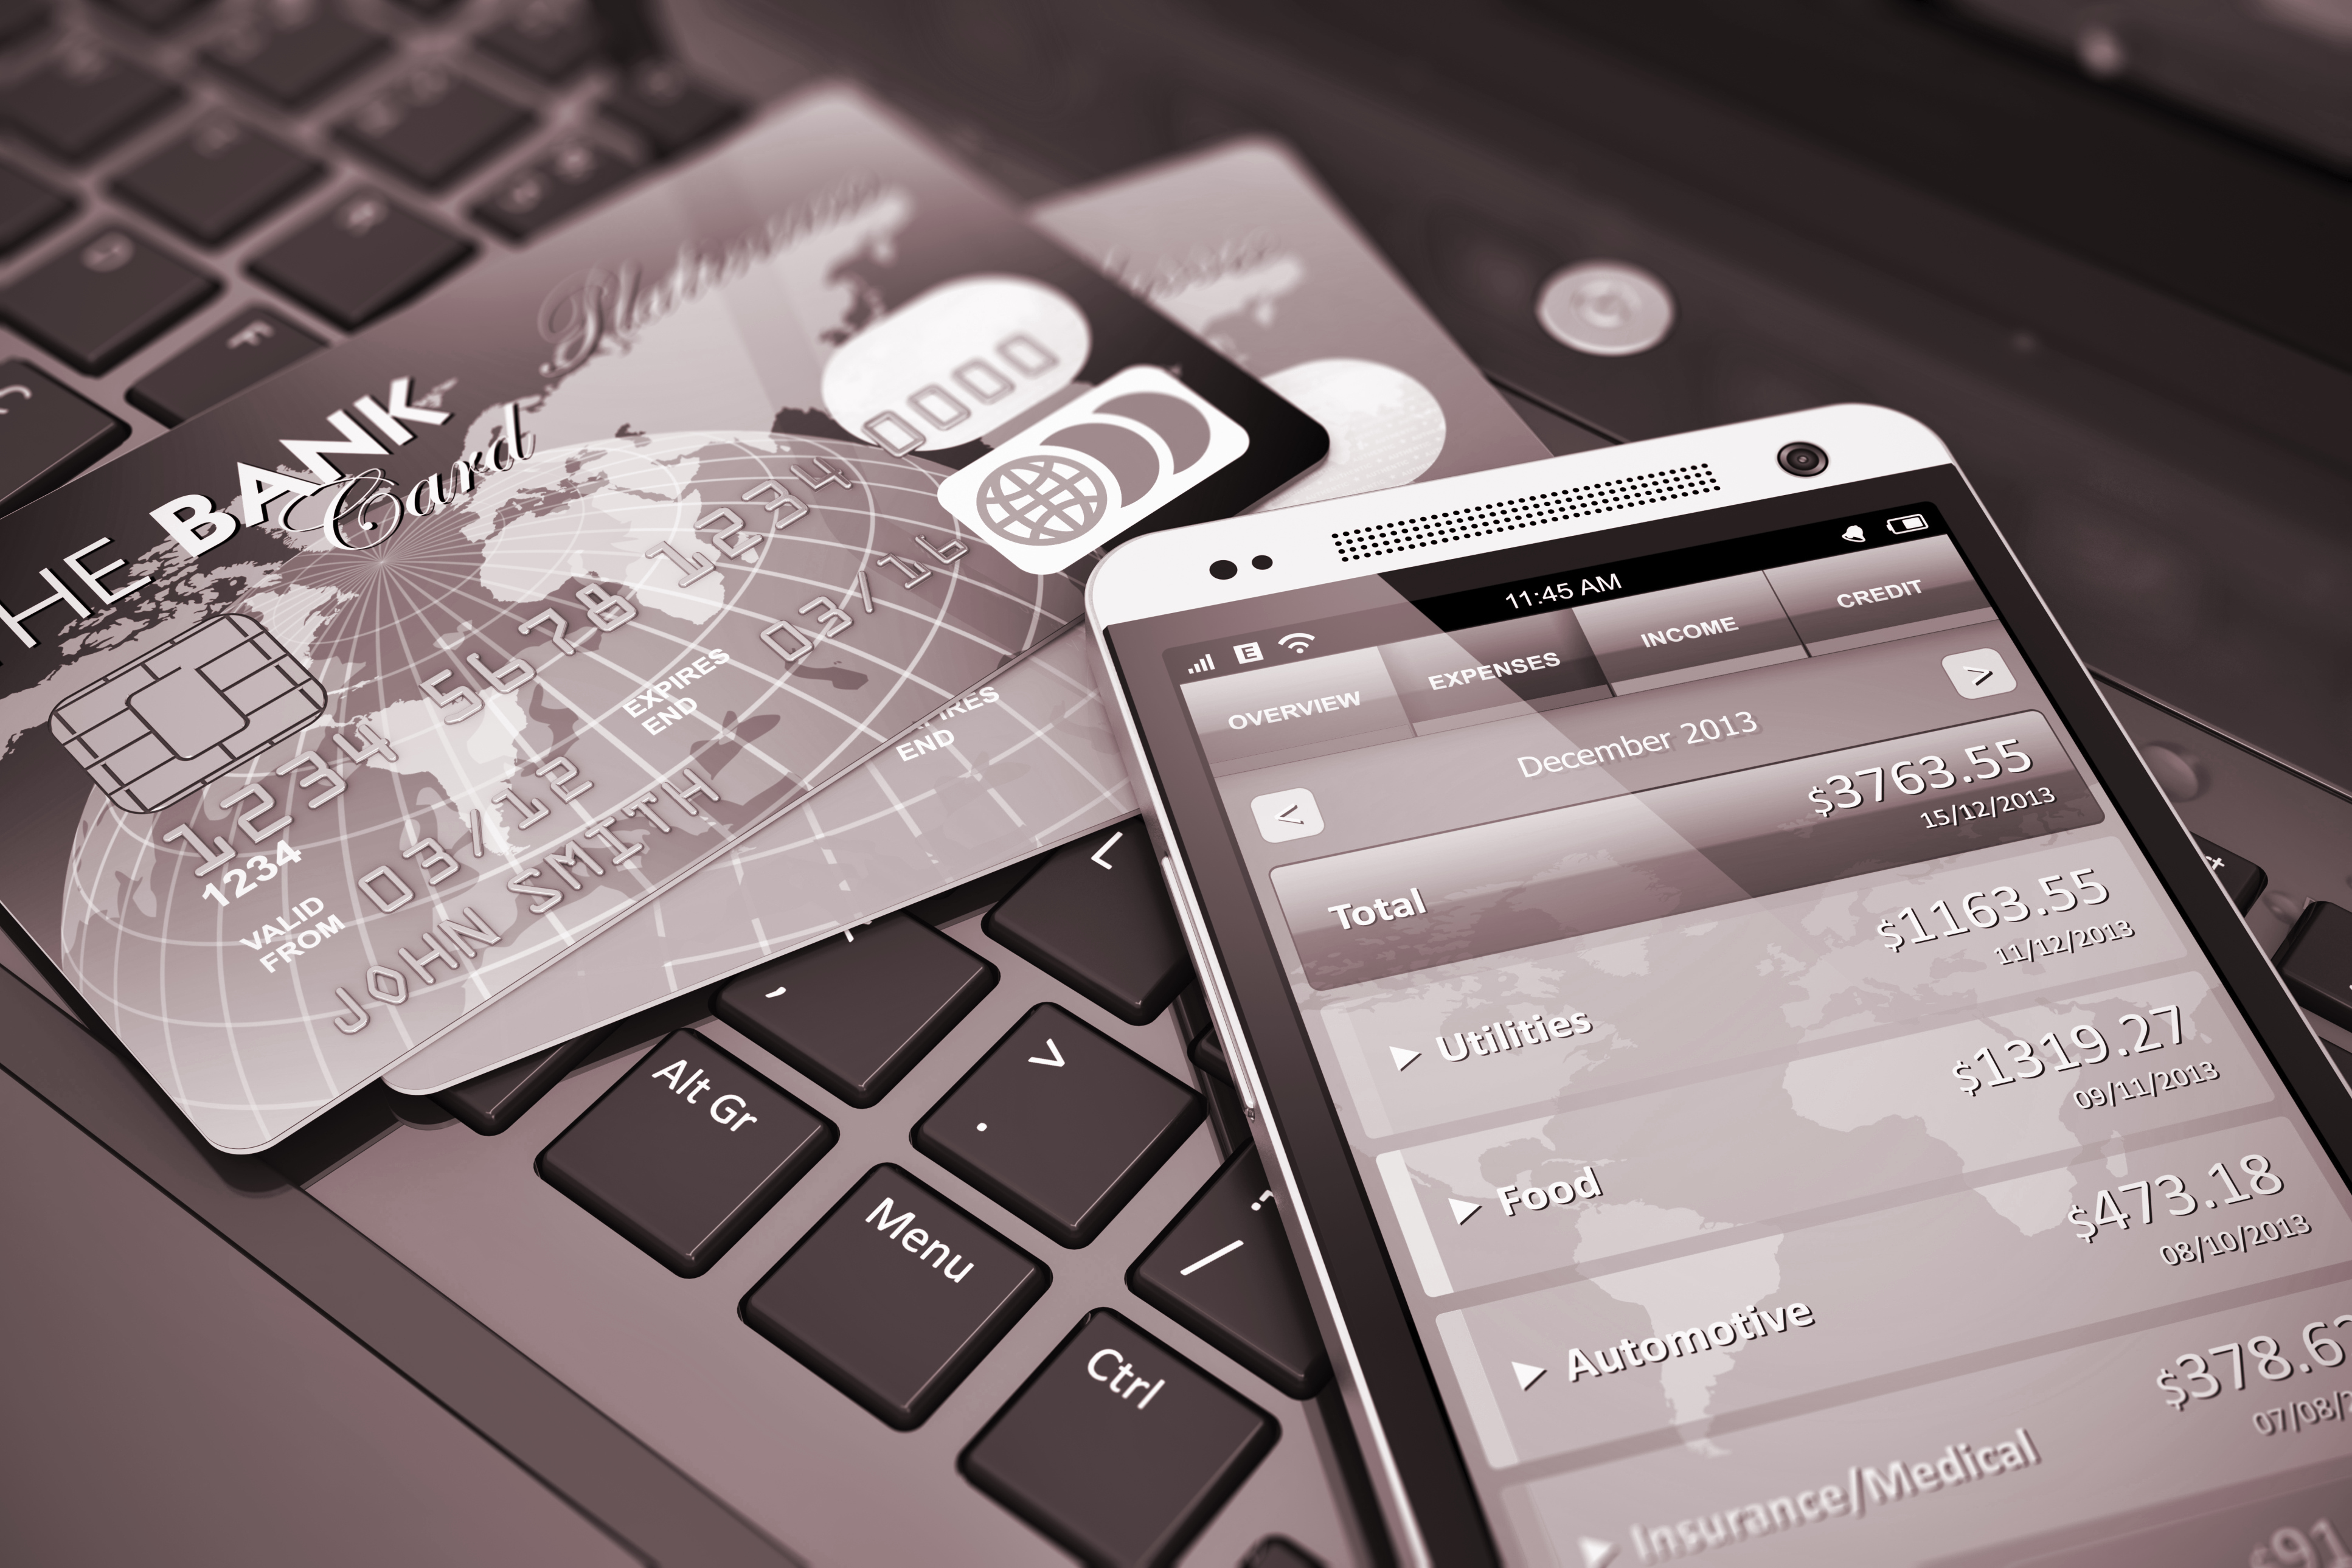 Platinum
0000
HE BANK
Card
1234 5678 1234
1234
VALID
FROM
03/12
EXPIRES
END
03/16
JOHN SMITH
END
F
L
,
>
.
Alt Gr
Menu
?
/
Ctrl
E
11:45 AM
OVERVIEW
EXPENSES
INCOME
CREDIT
<
December 2013
>
Total
$3763.55
15/12/2013
Utilities
$1163.55
11/12/2013
Food
$1319.27
09/11/2013
Automotive
$473.18
08/10/2013
Insurance/Medical
$378.6
07/08/